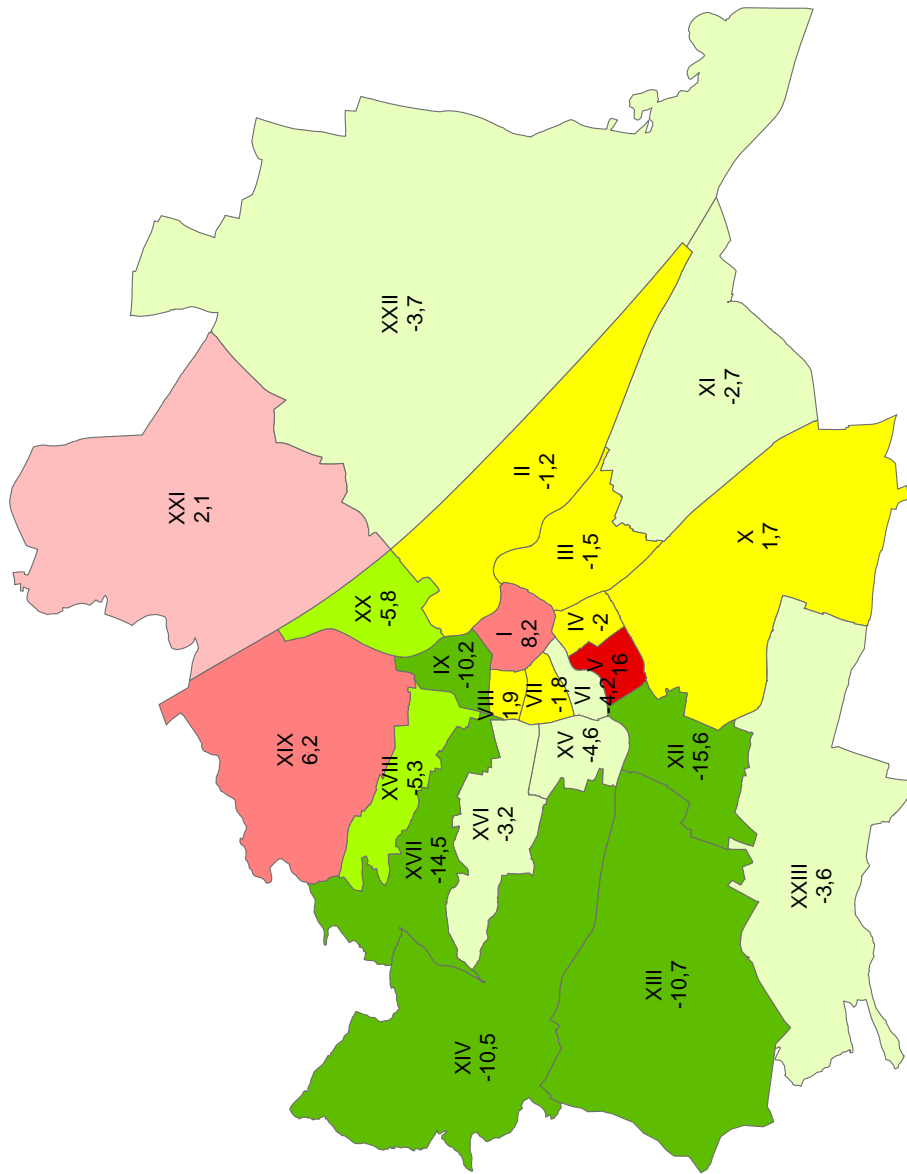 XXI
2,1
XIX
6,2
XX
-5,8
XXII
-3,7
XVIII
-5,3
XVII
-14,5
IX
-10,2
XIV
-10,5
XVI
-3,2
VIII
1,9
I
8,2
II
-1,2
VII
-1,8
XV
-4,6
III
-1,5
IV
-2
VI
-4,2
V
16
XIII
-10,7
XII
-15,6
XI
-2,7
X
1,7
XXIII
-3,6